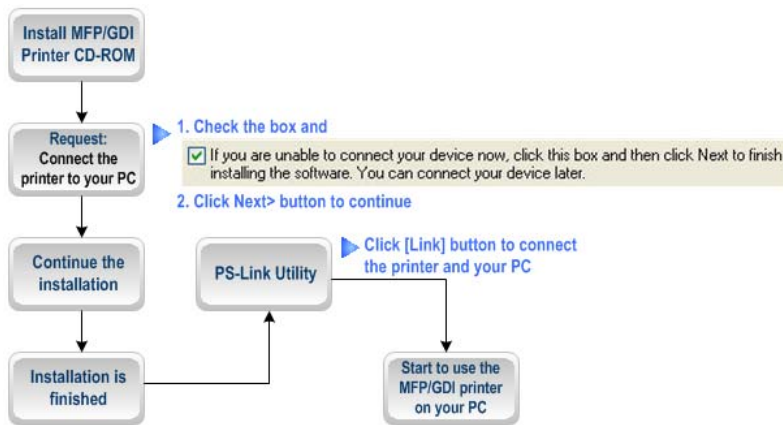 Install MFP/GDI
Printer CD-ROM
Request:
Connect the
printer to your PC
1. Check the box and
If you are unable to connect your device now, click this box and then click Next to finish
installing the software. You can connect your device later.
2. Click Next> button to continue
Continue the
installation
PS-Link Utility
Click [Link] button to connect
the printer and your PC
Installation is
finished
Start to use the
MFP/GDI printer
on your PC